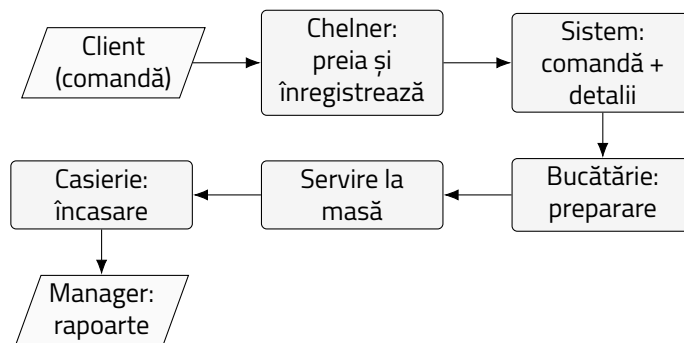 Client
(comandă)
Chelner:
preia și
înregistrează
Sistem:
comandă +
detalii
Bucătărie:
preparare
Servire la
masă
Casierie:
încasare
Manager:
rapoarte